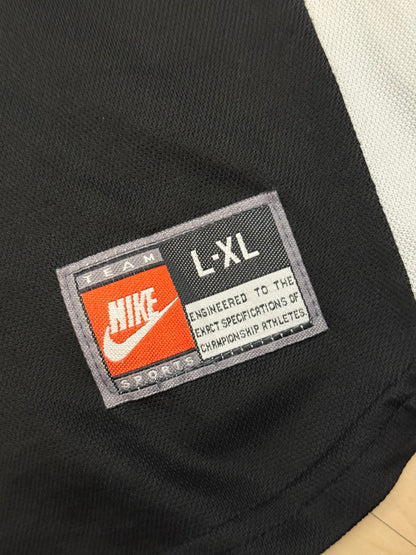 TEAM
NIKE
SPORTS
L-XL
ENGINEERED TO THE
EXACT SPECIFICATIONS OF
CHAMPIONSHIP ATHLETES.